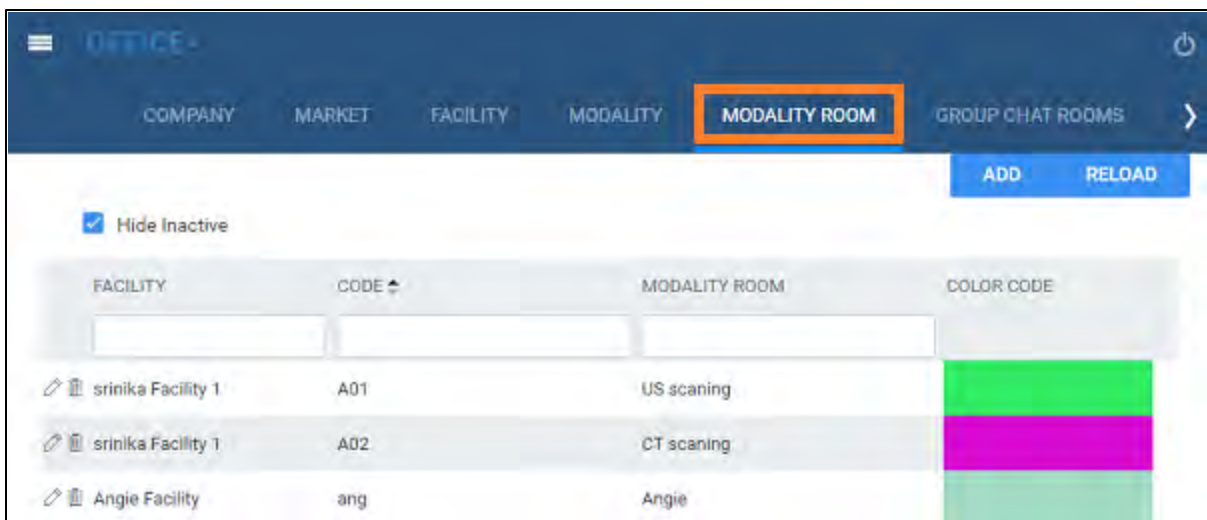 OFFICE
COMPANY MARKET FACILITY MODALITY MODALITY ROOM GROUP CHAT ROOMS
ADD RELOAD
Hide Inactive
FACILITY CODE MODALITY ROOM COLOR CODE
srinika Facility 1 A01 US scaning
srinika Facility 1 A02 CT scaning
Angie Facility ang Angie